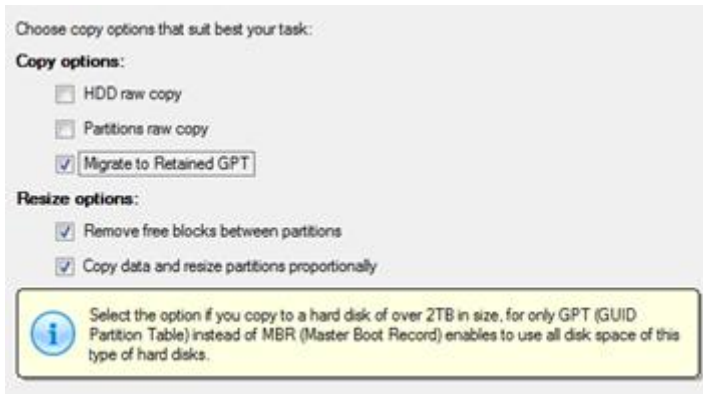 Choose copy options that suit best your task:
Copy options:
HDD raw copy
Partitions raw copy
Migrate to Retained GPT
Resize options:
Remove free blocks between partitions
Copy data and resize partitions proportionally
Select the option if you copy to a hard disk of over 2TB in size, for only GPT (GUID
Partition Table) instead of MBR (Master Boot Record) enables to use all disk space of this
type of hard disks.